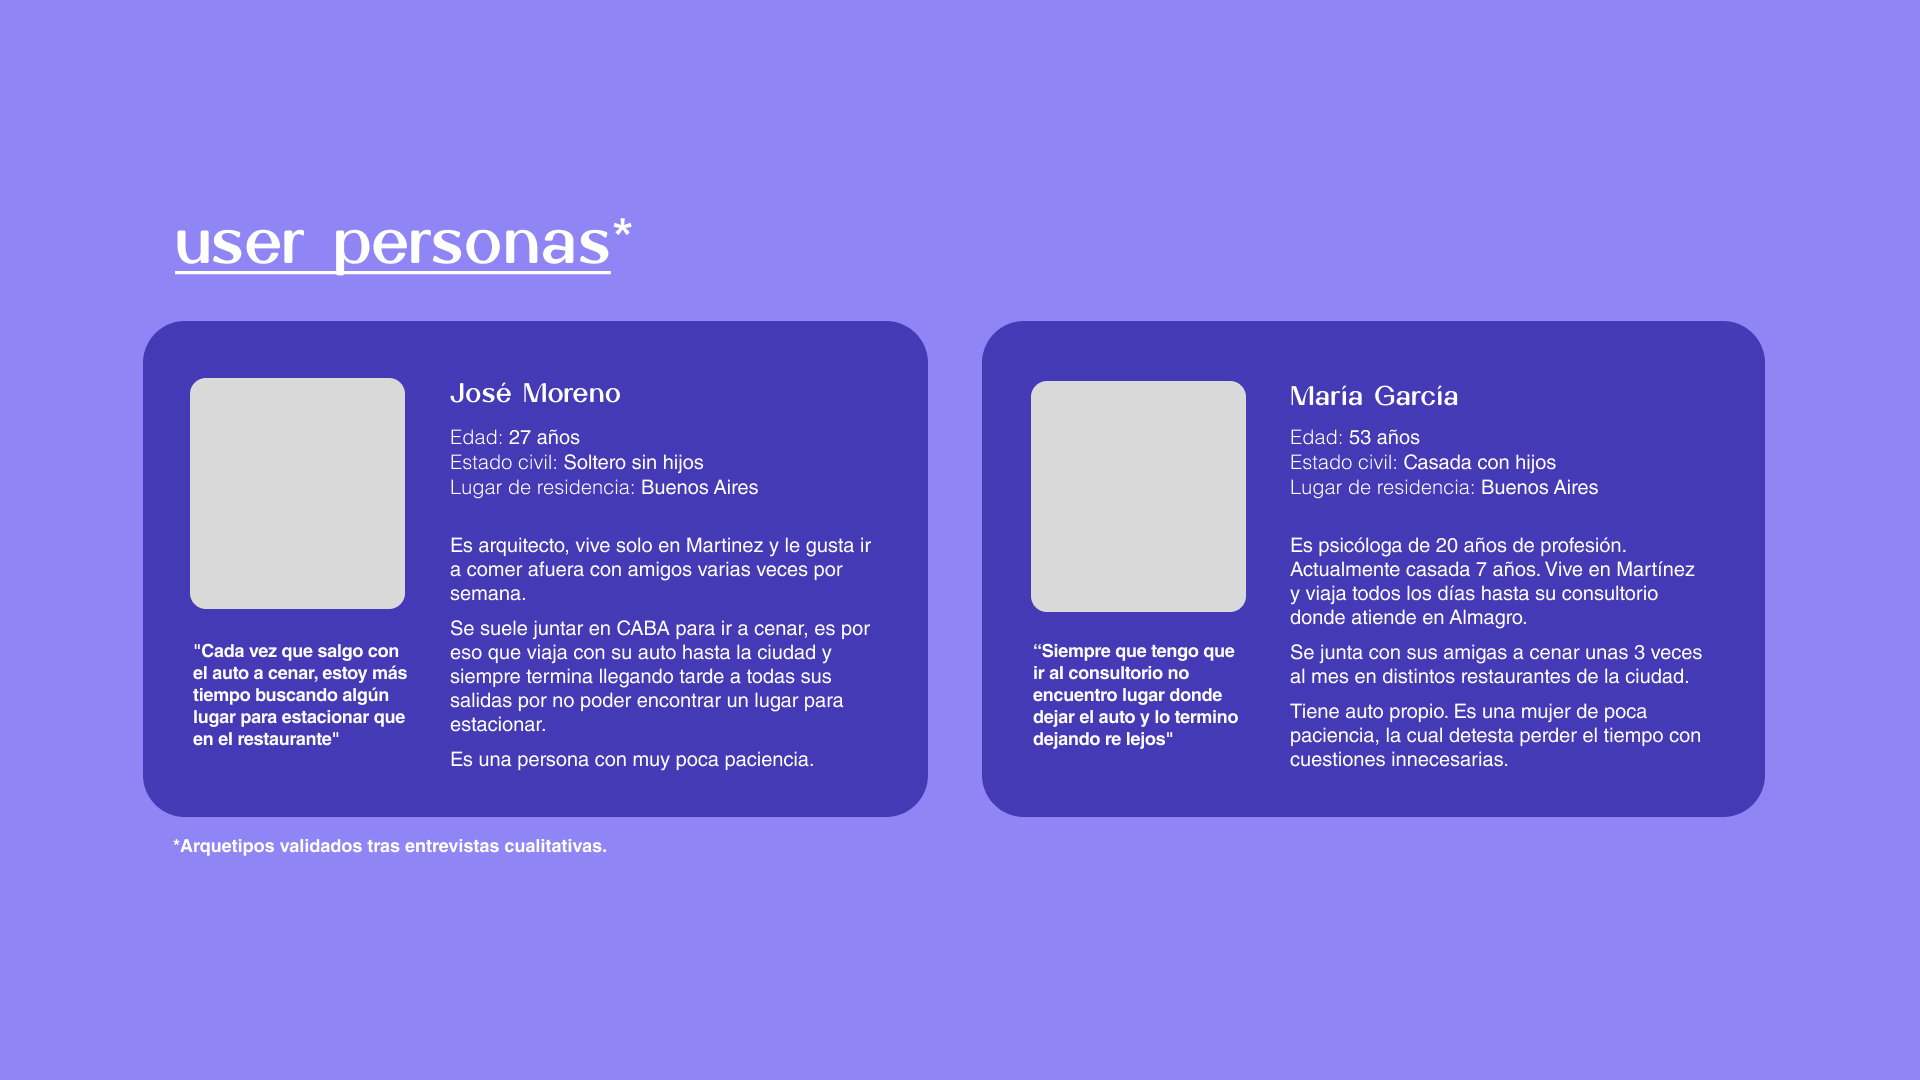 user personas*
José Moreno
Edad: 27 años
Estado civil: Soltero sin hijos
Lugar de residencia: Buenos Aires
Es arquitecto, vive solo en Martinez y le gusta ir
a comer afuera con amigos varias veces por
semana.
Se suele juntar en CABA para ir a cenar, es por
eso que viaja con su auto hasta la ciudad y
siempre termina llegando tarde a todas sus
salidas por no poder encontrar un lugar para
estacionar.
Es una persona con muy poca paciencia.
"Cada vez que salgo con
el auto a cenar, estoy más
tiempo buscando algún
lugar para estacionar que
en el restaurante"
María García
Edad: 53 años
Estado civil: Casada con hijos
Lugar de residencia: Buenos Aires
Es psicóloga de 20 años de profesión.
Actualmente casada 7 años. Vive en Martínez
y viaja todos los días hasta su consultorio
donde atiende en Almagro.
Se junta con sus amigas a cenar unas 3 veces
al mes en distintos restaurantes de la ciudad.
Tiene auto propio. Es una mujer de poca
paciencia, la cual detesta perder el tiempo con
cuestiones innecesarias.
“Siempre que tengo que
ir al consultorio no
encuentro lugar donde
dejar el auto y lo termino
dejando re lejos"
*Arquetipos validados tras entrevistas cualitativas.